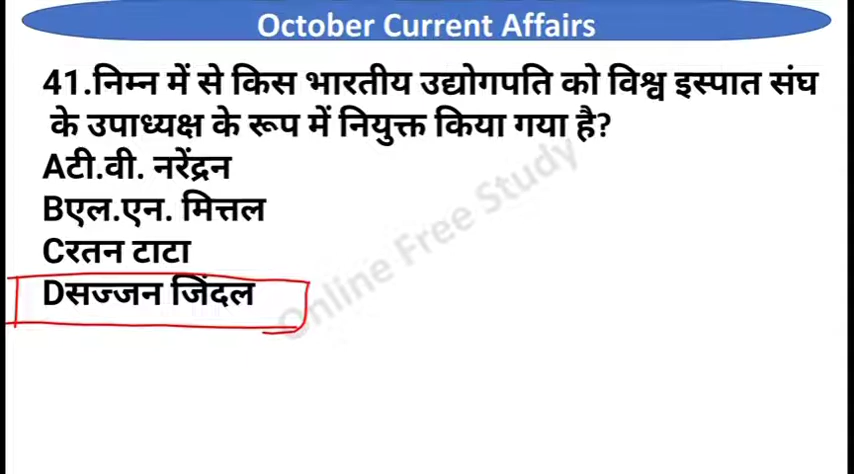 October Current Affairs
41.निम्न में से किस भारतीय उद्योगपति को विश्व इस्पात संघ
के उपाध्यक्ष के रूप में नियुक्त किया गया है?
Aटी.वी. नरेंद्रन
Bएल.एन. मित्तल
Cरतन टाटा
Dसज्जन जिंदल
Online Free Study